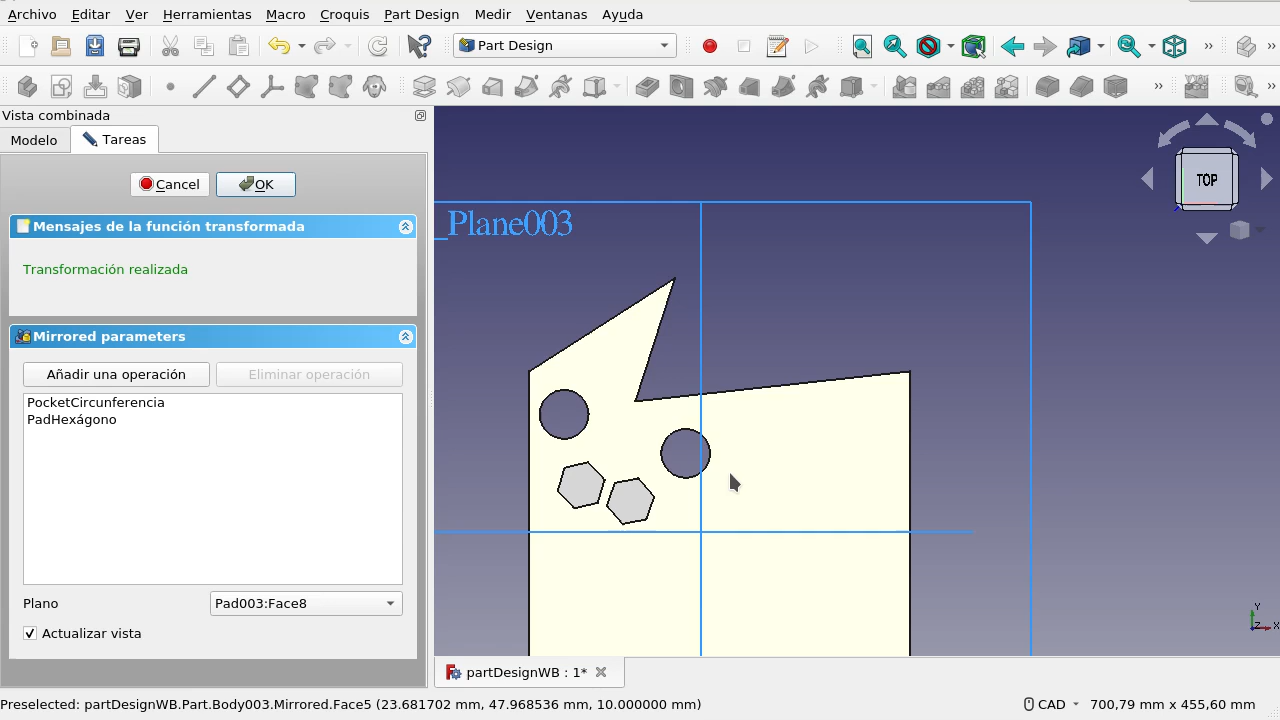 Archivo Editar Ver Herramientas Macro Croquis Part Design Medir Ventanas Ayuda
Part Design
Vista combinada
Modelo Tareas
Cancel OK
Mensajes de la función transformada
Transformación realizada
Mirrored parameters
Añadir una operación Eliminar operación
PocketCircunferencia
PadHexágono
Plano Pad003:Face8
Actualizar vista
_Plane003
TOP
Y
Z X
partDesignWB : 1*
Preselected: partDesignWB.Part.Body003.Mirrored.Face5 (23.681702 mm, 47.968536 mm, 10.000000 mm) CAD 700,79 mm x 455,60 mm